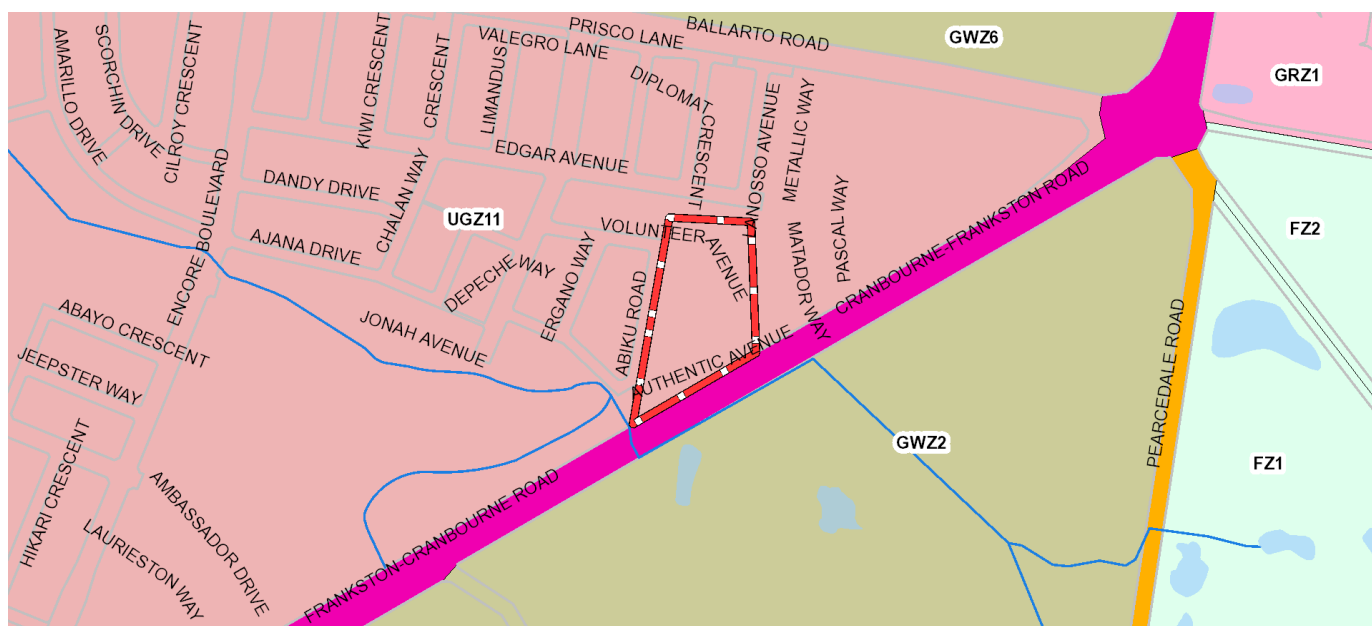 PRISCO LANE
BALLARTO ROAD
GWZ6
AMARILLO DRIVE
SCORCHIN DRIVE
CILROY CRESCENT
KIWI CRESCENT
CRESCENT
LIMANDUS
VALEGRO LANE
DIPLOMAT
CRESCENT
TANOSSO AVENUE
METALLIC WAY
GRZ1
EDGAR AVENUE
DANDY DRIVE
CHALAN WAY
UGZ11
VOLUNTEER
AVENUE
MATADOR WAY
PASCAL WAY
CRANBOURNE-FRANKSTON ROAD
FZ2
ENCORE BOULEVARD
AJANA DRIVE
DEPECHE WAY
ERGANO WAY
ABIKU ROAD
ABAYO CRESCENT
JONAH AVENUE
AUTHENTIC AVENUE
JEEPSTER WAY
PEARCEDALE ROAD
GWZ2
FZ1
HIKARI CRESCENT
LAURIESTON WAY
AMBASSADOR DRIVE
FRANKSTON-CRANBOURNE ROAD